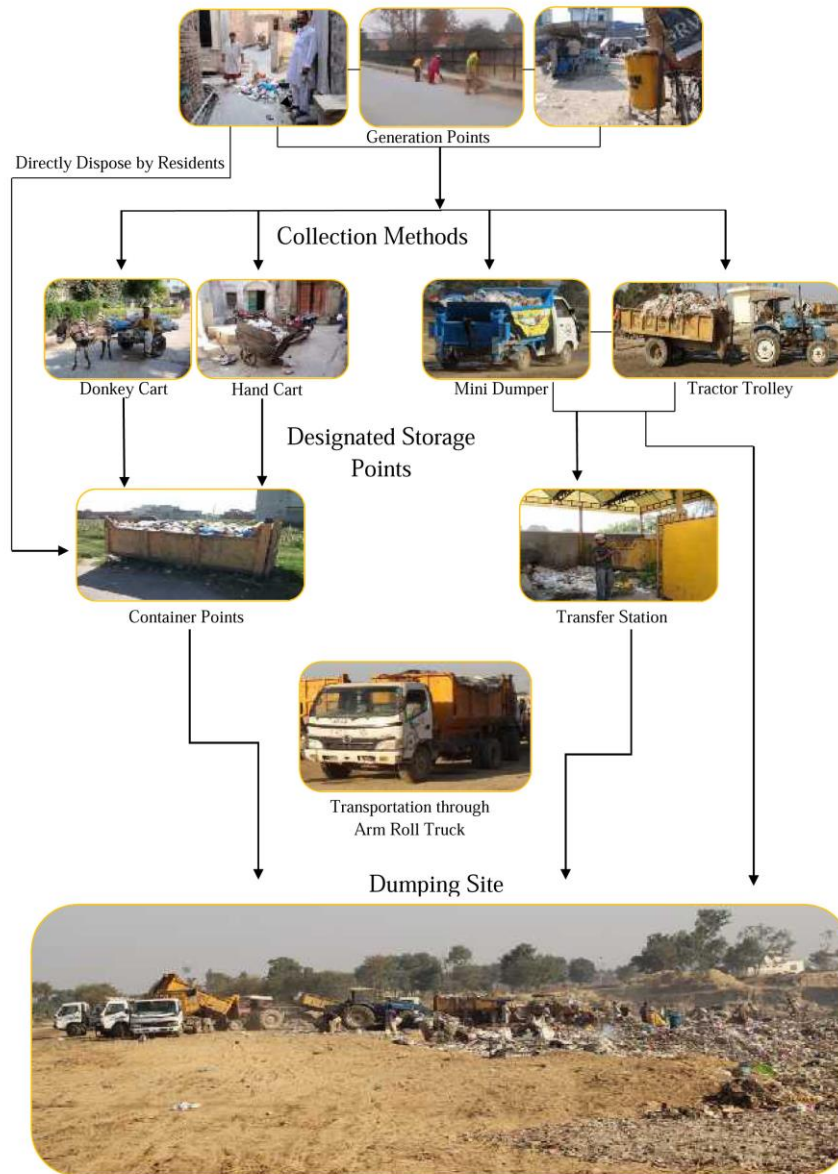 Generation Points
Directly Dispose by Residents
Collection Methods
Donkey Cart
Hand Cart
Mini Dumper
Tractor Trolley
Designated Storage
Points
Container Points
Transfer Station
Transportation through
Arm Roll Truck
Dumping Site